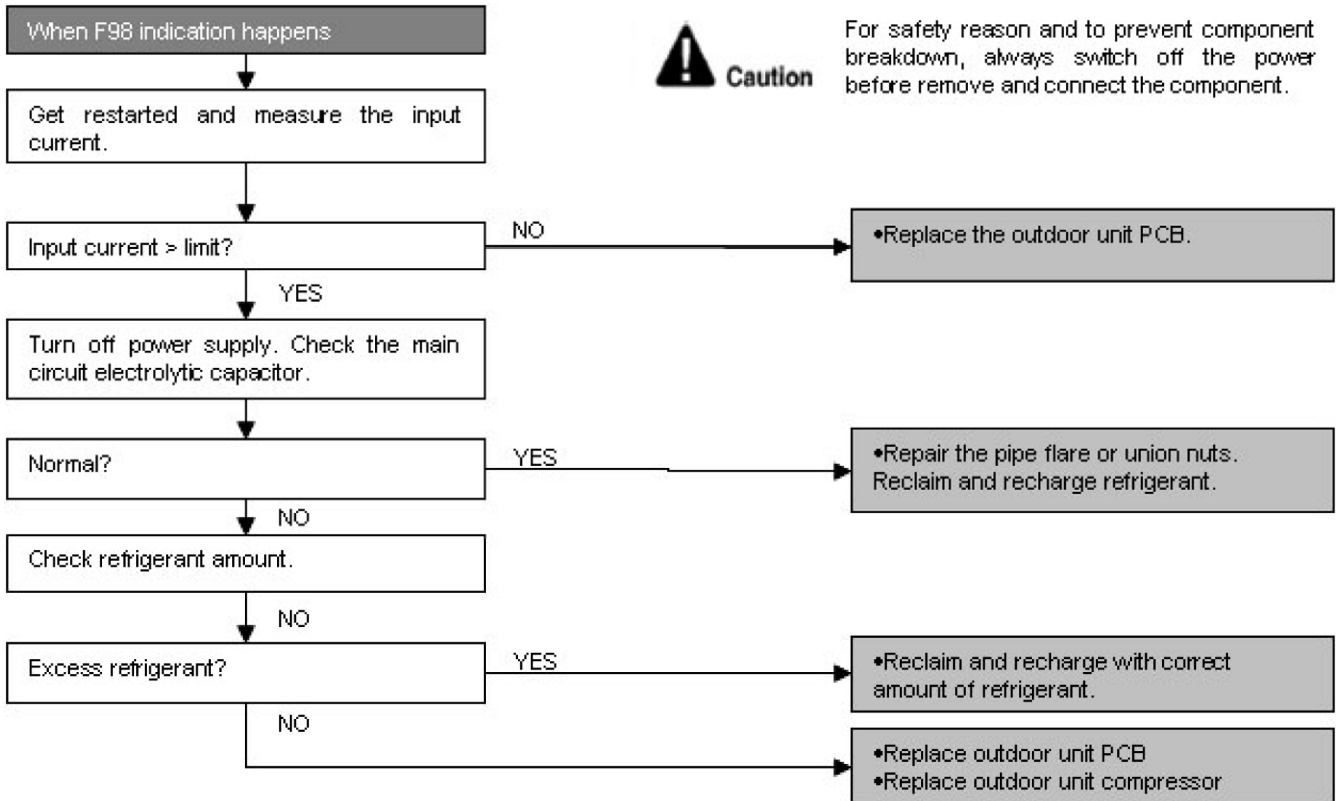 When F98 indication happens
Caution
For safety reason and to prevent component
breakdown, always switch off the power
before remove and connect the component.
Get restarted and measure the input
current.
Input current > limit?
NO
•Replace the outdoor unit PCB.
YES
Turn off power supply. Check the main
circuit electrolytic capacitor.
Normal?
YES
•Repair the pipe flare or union nuts.
Reclaim and recharge refrigerant.
NO
Check refrigerant amount.
NO
Excess refrigerant?
YES
•Reclaim and recharge with correct
amount of refrigerant.
NO
•Replace outdoor unit PCB
•Replace outdoor unit compressor